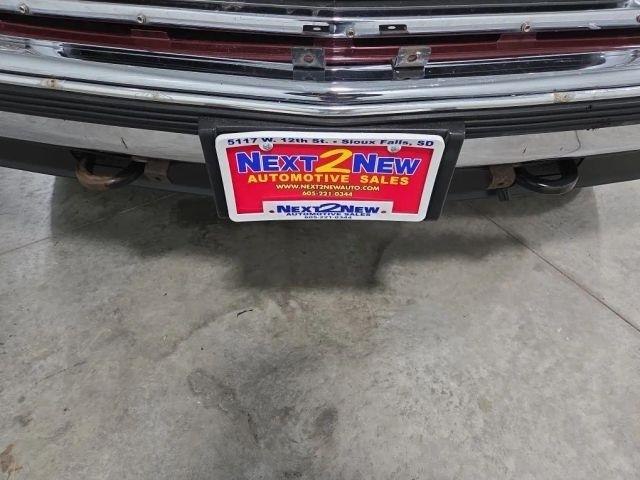 5117 W. 12th St. • Sioux Falls, SD
NEXT2NEW
AUTOMOTIVE SALES
WWW.NEXT2NEWAUTO.COM
605-221-0344
NEXT2NEW
AUTOMOTIVE SALES
605-221-0344